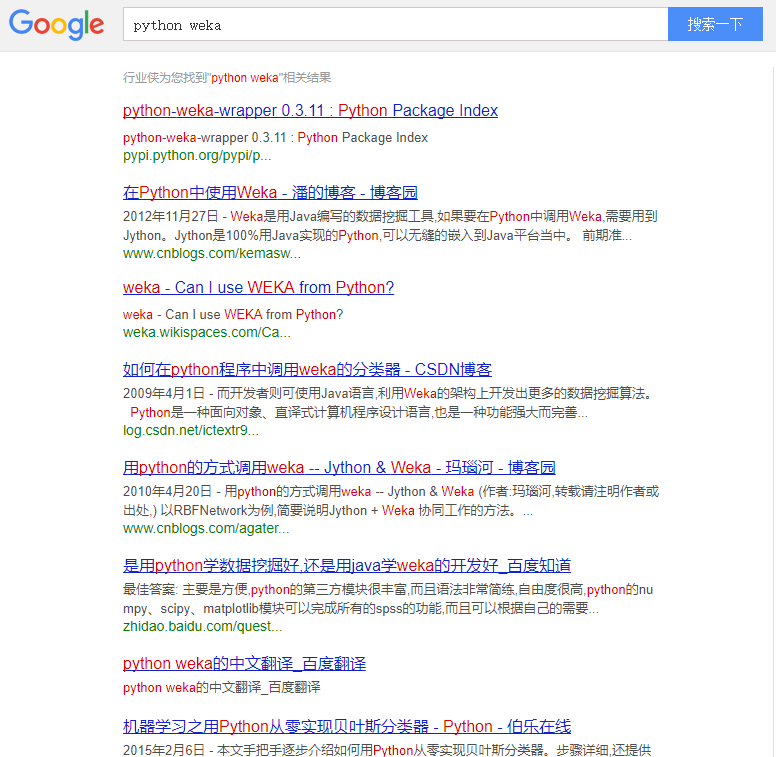 Google
python weka
搜索一下
行业侠为您找到"python weka"相关结果
python-weka-wrapper 0.3.11 : Python Package Index
python-weka-wrapper 0.3.11 : Python Package Index
pypi.python.org/pypi/p...
在Python中使用Weka - 潘的博客 - 博客园
2012年11月27日 - Weka是用Java编写的数据挖掘工具,如果要在Python中调用Weka,需要用到
Jython。Jython是100%用Java实现的Python,可以无缝的嵌入到Java平台当中。 前期准...
www.cnblogs.com/kemasw...
weka - Can I use WEKA from Python?
weka - Can I use WEKA from Python?
weka.wikispaces.com/Ca...
如何在python程序中调用weka的分类器 - CSDN博客
2009年4月1日 - 而开发者则可使用Java语言,利用Weka的架构上开发出更多的数据挖掘算法。
Python是一种面向对象、直译式计算机程序设计语言,也是一种功能强大而完善...
log.csdn.net/ictextr9...
用python的方式调用weka -- Jython & Weka - 玛瑙河 - 博客园
2010年4月20日 - 用python的方式调用weka -- Jython & Weka (作者:玛瑙河,转载请注明作者或
出处,) 以RBFNetwork为例,简要说明Jython + Weka 协同工作的方法。...
www.cnblogs.com/agater...
是用python学数据挖掘好,还是用java学weka的开发好_百度知道
最佳答案: 主要是方便,python的第三方模块很丰富,而且语法非常简练,自由度很高,python的nu
mpy、scipy、matplotlib模块可以完成所有的spss的功能,而且可以根据自己的需要...
zhidao.baidu.com/quest...
python weka的中文翻译_百度翻译
python weka的中文翻译_百度翻译
机器学习之用Python从零实现贝叶斯分类器 - Python - 伯乐在线
2015年2月6日 - 本文手把手逐步介绍如何用Python从零实现贝叶斯分类器。步骤详细,还提供